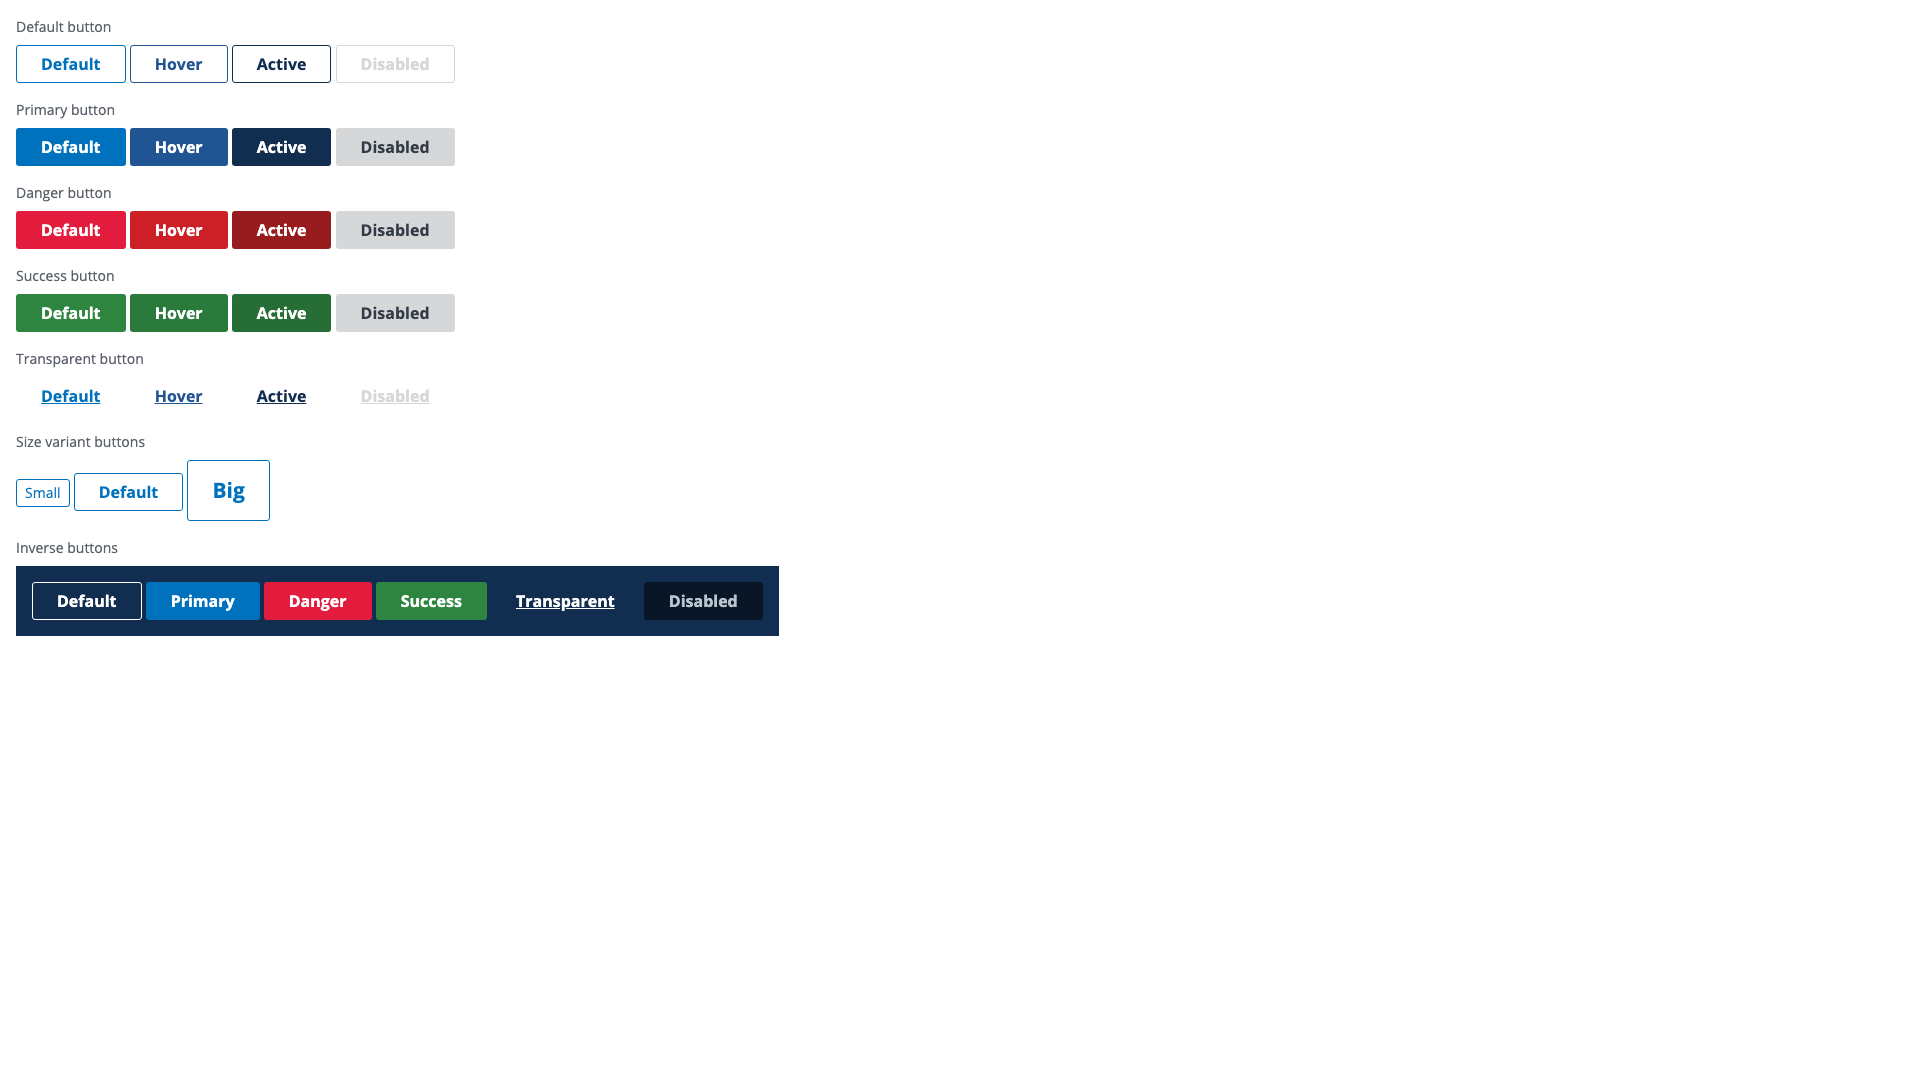 Default button
Default Hover Active Disabled
Primary button
Default Hover Active Disabled
Danger button
Default Hover Active Disabled
Success button
Default Hover Active Disabled
Transparent button
Default Hover Active Disabled
Size variant buttons
Small Default Big
Inverse buttons
Default Primary Danger Success Transparent Disabled